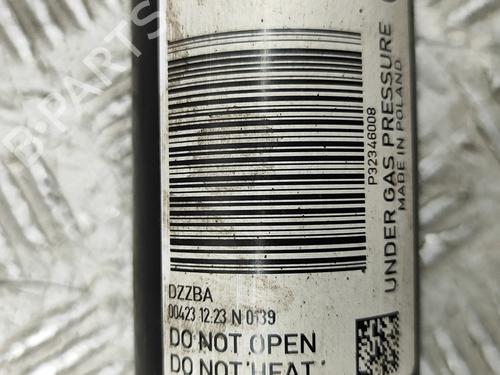 DZZBA
00423 12:23 N 0139
DO NOT OPEN
DO NOT HEAT
P32346008
UNDER GAS PRESSURE
MADE IN POLAND
B-PARTS